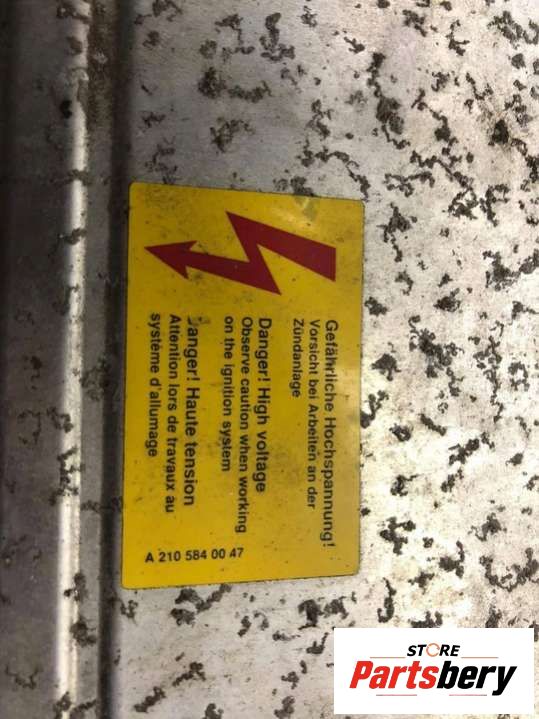 Gefährliche Hochspannung!
Vorsicht bei Arbeiten an der
Zündanlage
Danger! High voltage
Observe caution when working
on the ignition system
Danger! Haute tension
Attention lors de travaux au
système d'allumage
A 210 584 00 47
STORE
Partsbery